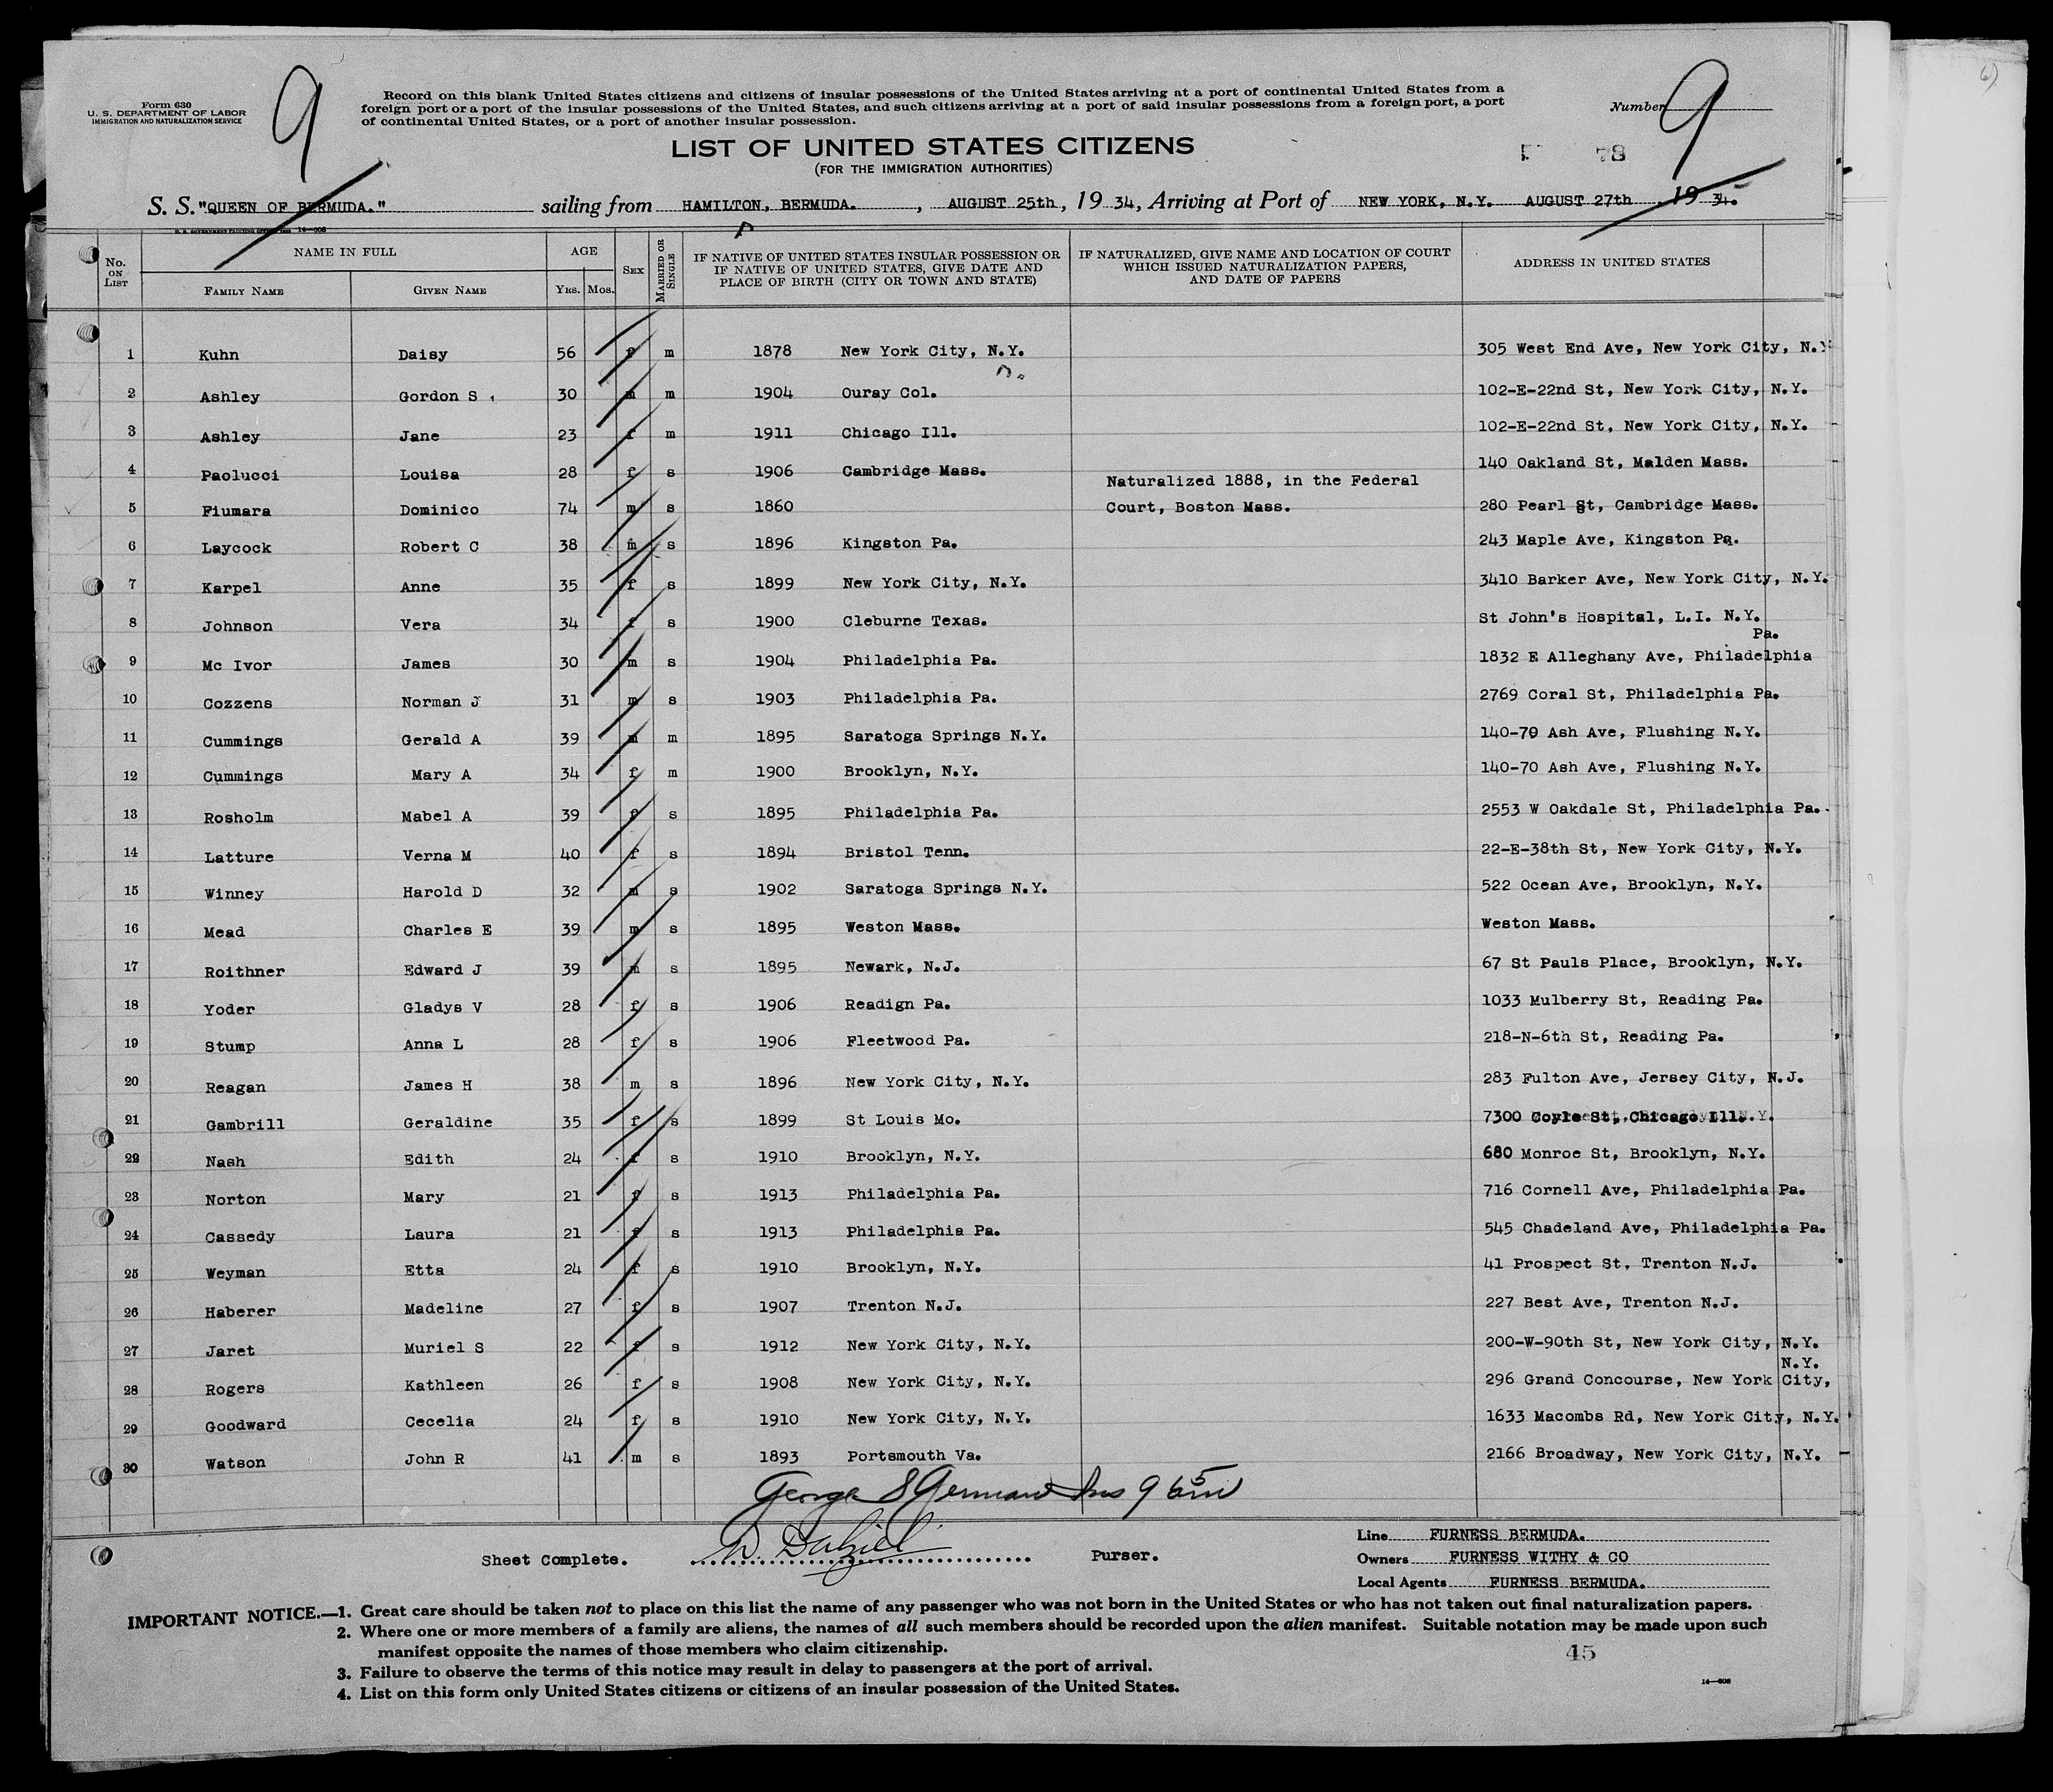 Form 630
U. S. DEPARTMENT OF LABOR
IMMIGRATION AND NATURALIZATION SERVICE
9
Record on this blank United States citizens and citizens of insular possessions of the United States arriving at a port of continental United States from a
foreign port or a port of the insular possessions of the United States, and such citizens arriving at a port of said insular possessions from a foreign port, a port
of continental United States, or a port of another insular possession.
Number 9
LIST OF UNITED STATES CITIZENS
(FOR THE IMMIGRATION AUTHORITIES)
78
S. S. "QUEEN OF BERMUDA." sailing from HAMILTON, BERMUDA. , AUGUST 25th, 19 34, Arriving at Port of NEW YORK, N.Y. AUGUST 27th , 19 34.
No. ON LIST NAME IN FULL AGE SEX MARRIED OR SINGLE IF NATIVE OF UNITED STATES INSULAR POSSESSION OR IF NATIVE OF UNITED STATES, GIVE DATE AND PLACE OF BIRTH (CITY OR TOWN AND STATE) IF NATURALIZED, GIVE NAME AND LOCATION OF COURT WHICH ISSUED NATURALIZATION PAPERS, AND DATE OF PAPERS ADDRESS IN UNITED STATES
FAMILY NAME GIVEN NAME YRS. MOS.
1 Kuhn Daisy 56 f m 1878 New York City, N.Y. 305 West End Ave, New York City, N.Y
2 Ashley Gordon S 30 m m 1904 Ouray Col. 102-E-22nd St, New York City, N.Y.
3 Ashley Jane 23 f m 1911 Chicago Ill. 102-E-22nd St, New York City, N.Y.
4 Paolucci Louisa 28 f s 1906 Cambridge Mass. 140 Oakland St, Malden Mass.
Naturalized 1888, in the Federal
5 Fiumara Dominico 74 m s 1860 Court, Boston Mass. 280 Pearl St, Cambridge Mass.
6 Laycock Robert C 38 m s 1896 Kingston Pa. 243 Maple Ave, Kingston Pa.
7 Karpel Anne 35 f s 1899 New York City, N.Y. 3410 Barker Ave, New York City, N.Y.
8 Johnson Vera 34 f s 1900 Cleburne Texas. St John's Hospital, L.I. N.Y.
Pa.
9 Mc Ivor James 30 m s 1904 Philadelphia Pa. 1832 E Alleghany Ave, Philadelphia
10 Cozzens Norman J 31 m s 1903 Philadelphia Pa. 2769 Coral St, Philadelphia Pa.
11 Cummings Gerald A 39 m m 1895 Saratoga Springs N.Y. 140-70 Ash Ave, Flushing N.Y.
12 Cummings Mary A 34 f m 1900 Brooklyn, N.Y. 140-70 Ash Ave, Flushing N.Y.
13 Rosholm Mabel A 39 f s 1895 Philadelphia Pa. 2553 W Oakdale St, Philadelphia Pa.
14 Latture Verna M 40 f s 1894 Bristol Tenn. 22-E-38th St, New York City, N.Y.
15 Winney Harold D 32 m s 1902 Saratoga Springs N.Y. 522 Ocean Ave, Brooklyn, N.Y.
16 Mead Charles E 39 m s 1895 Weston Mass. Weston Mass.
17 Roithner Edward J 39 m s 1895 Newark, N.J. 67 St Pauls Place, Brooklyn, N.Y.
18 Yoder Gladys V 28 f s 1906 Readign Pa. 1033 Mulberry St, Reading Pa.
19 Stump Anna L 28 f s 1906 Fleetwood Pa. 218-N-6th St, Reading Pa.
20 Reagan James H 38 m s 1896 New York City, N.Y. 283 Fulton Ave, Jersey City, N.J.
21 Gambrill Geraldine 35 f s 1899 St Louis Mo. 7300 Coyle St, Chicago Ill.
22 Nash Edith 24 f s 1910 Brooklyn, N.Y. 680 Monroe St, Brooklyn, N.Y.
23 Norton Mary 21 f s 1913 Philadelphia Pa. 716 Cornell Ave, Philadelphia Pa.
24 Cassedy Laura 21 f s 1913 Philadelphia Pa. 545 Chadeland Ave, Philadelphia Pa.
25 Weyman Etta 24 f s 1910 Brooklyn, N.Y. 41 Prospect St, Trenton N.J.
26 Haberer Madeline 27 f s 1907 Trenton N.J. 227 Best Ave, Trenton N.J.
27 Jaret Muriel S 22 f s 1912 New York City, N.Y. 200-W-90th St, New York City, N.Y.
N.Y.
28 Rogers Kathleen 26 f s 1908 New York City, N.Y. 296 Grand Concourse, New York City,
29 Goodward Cecelia 24 f s 1910 New York City, N.Y. 1633 Macombs Rd, New York City, N.Y.
30 Watson John R 41 m s 1893 Portsmouth Va. 2166 Broadway, New York City, N.Y.
George S
Sheet Complete. Purser.
Line FURNESS BERMUDA.
Owners FURNESS WITHY & CO
Local Agents FURNESS BERMUDA.
IMPORTANT NOTICE.—1. Great care should be taken not to place on this list the name of any passenger who was not born in the United States or who has not taken out final naturalization papers.
2. Where one or more members of a family are aliens, the names of all such members should be recorded upon the alien manifest. Suitable notation may be made upon such
manifest opposite the names of those members who claim citizenship.
3. Failure to observe the terms of this notice may result in delay to passengers at the port of arrival.
4. List on this form only United States citizens or citizens of an insular possession of the United States.
45
14—808